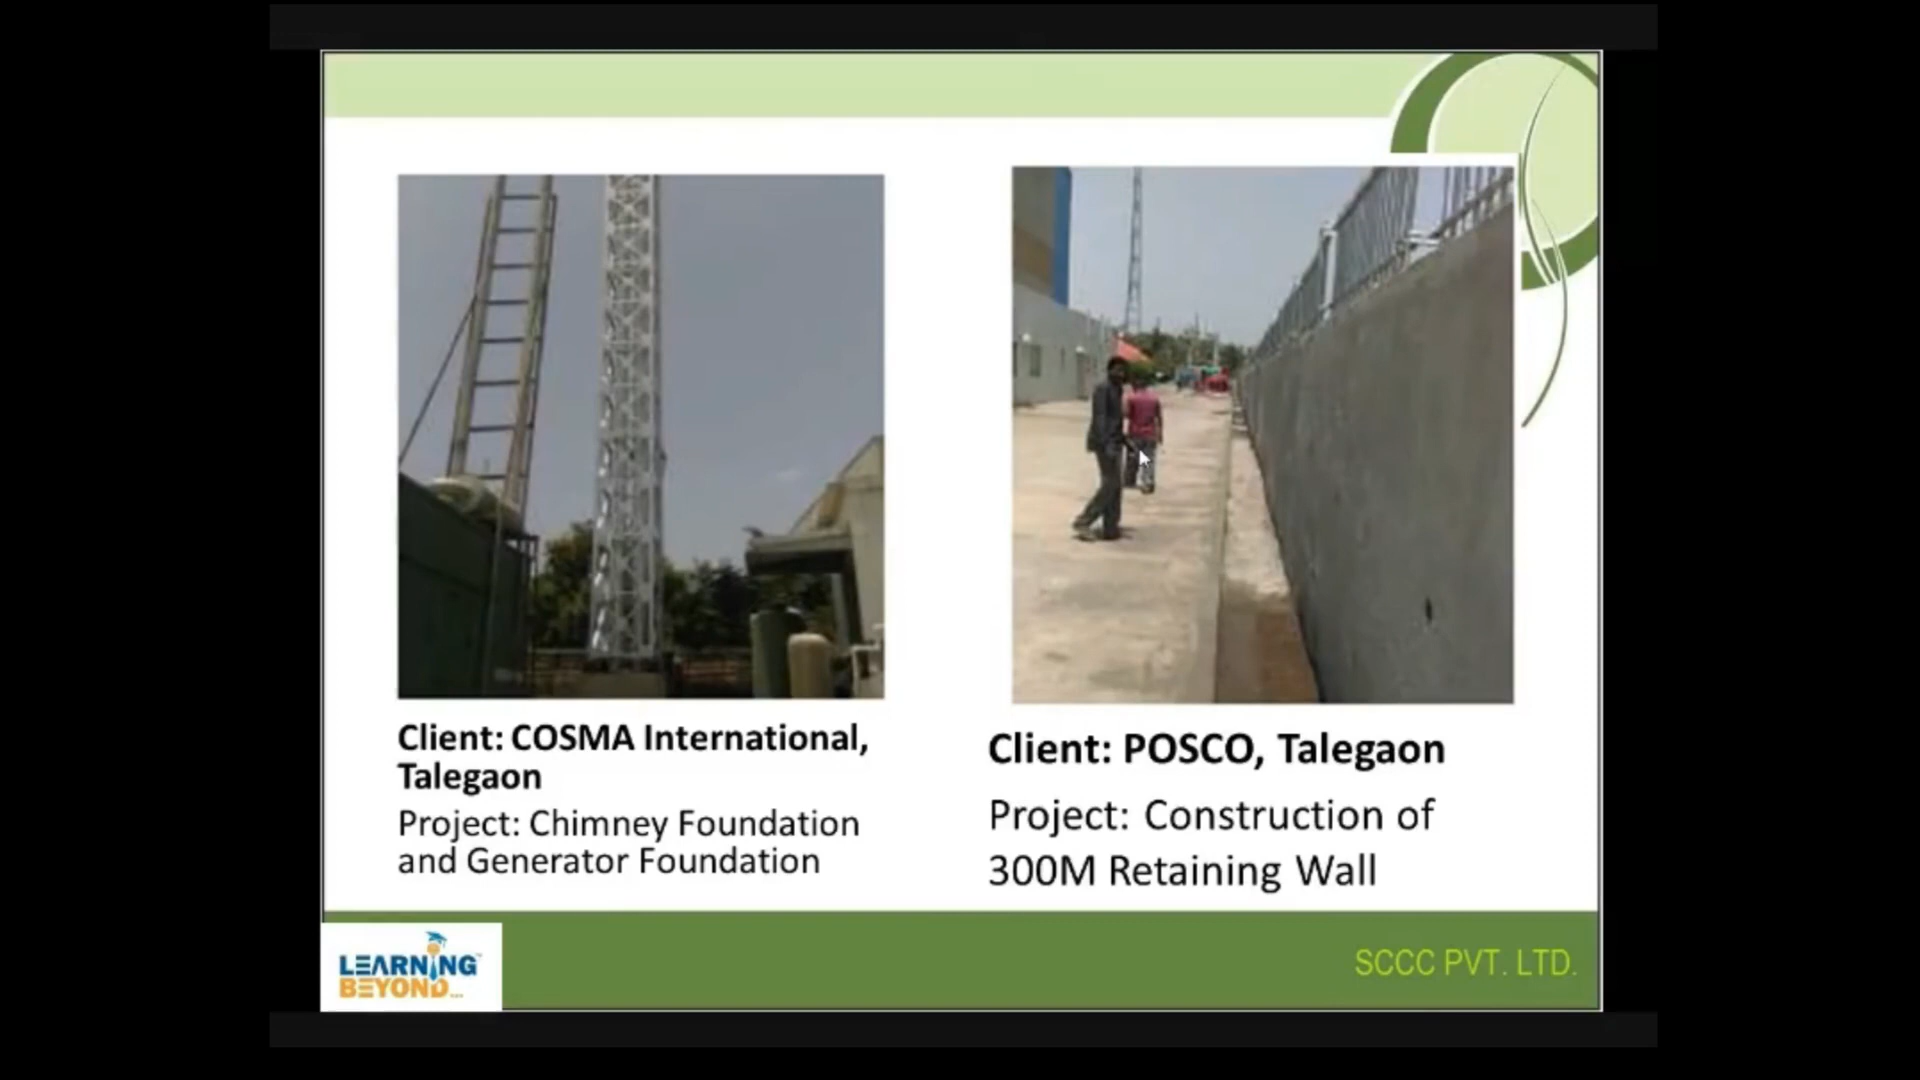 Client: COSMA International,
Talegaon
Project: Chimney Foundation
and Generator Foundation
Client: POSCO, Talegaon
Project: Construction of
300M Retaining Wall
LEARNING
BEYOND...
SCCC PVT. LTD.